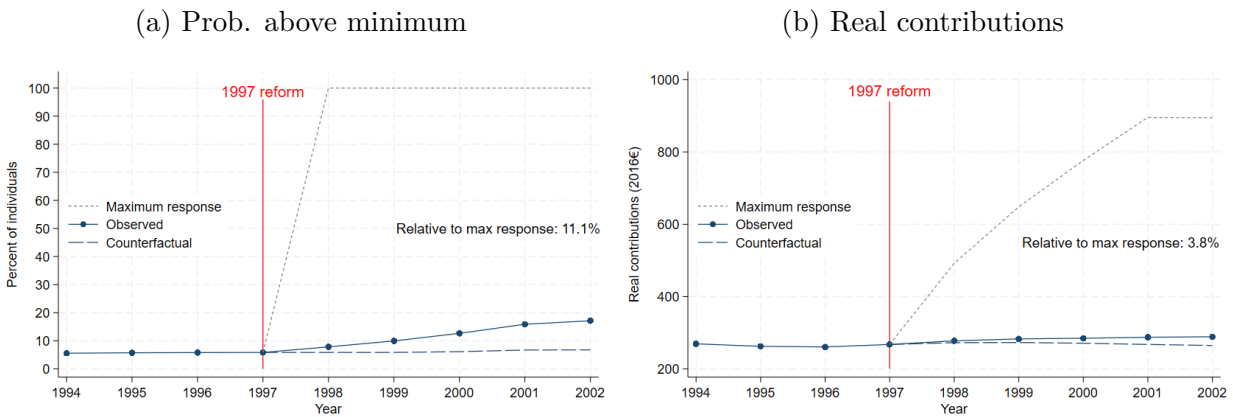 (a) Prob. above minimum
100
90
80
70
60
50
40
30
20
10
0
Percent of individuals
1997 reform
Maximum response
Observed
Counterfactual
Relative to max response: 11.1%
1994 1995 1996 1997 1998 1999 2000 2001 2002
Year
(b) Real contributions
1000
800
600
400
200
Real contributions (2016€)
1997 reform
Maximum response
Observed
Counterfactual
Relative to max response: 3.8%
1994 1995 1996 1997 1998 1999 2000 2001 2002
Year